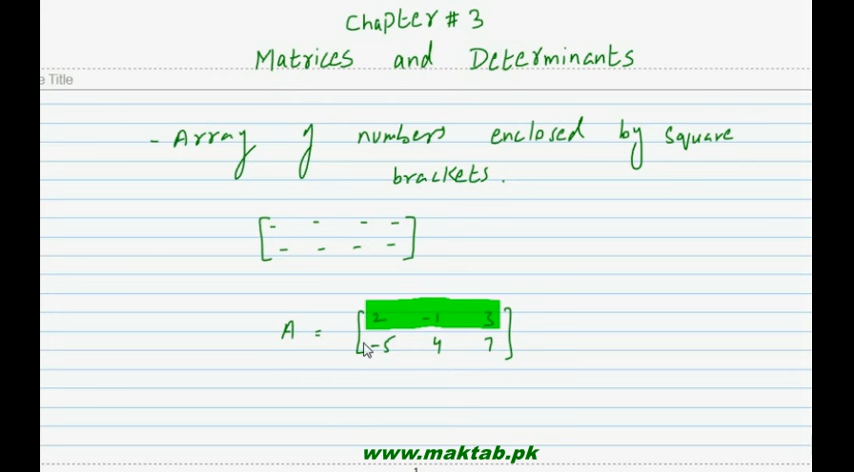 Chapter # 3
Matrices and Determinants
e Title
- Array of numbers enclosed by square
brackets.
[- - - -
- - - -]
A = [2 -1 3
-5 4 7]
www.maktab.pk
1